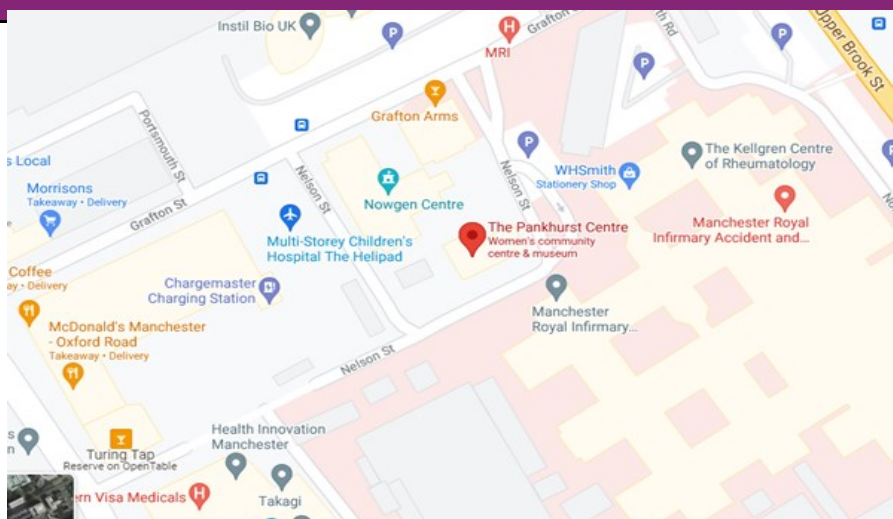 Instil Bio UK
MRI
Grafton St
Upper Brook St
Grafton Arms
Portsmouth St
Nelson St
The Kellgren Centre
of Rheumatology
WHSmith
Stationery Shop
s Local
Morrisons
Takeaway • Delivery
Grafton St
Nelson St
Nowgen Centre
Multi-Storey Children's
Hospital The Helipad
The Pankhurst Centre
Women's community
centre & museum
Manchester Royal
Infirmary Accident and...
Coffee
ay • Delivery
Chargemaster
Charging Station
McDonald's Manchester
- Oxford Road
Takeaway • Delivery
Manchester
Royal Infirmary...
Nelson St
Turing Tap
Reserve on OpenTable
Health Innovation
Manchester
rn Visa Medicals
Takagi
P
P
P
P
P
H
H
th Rd